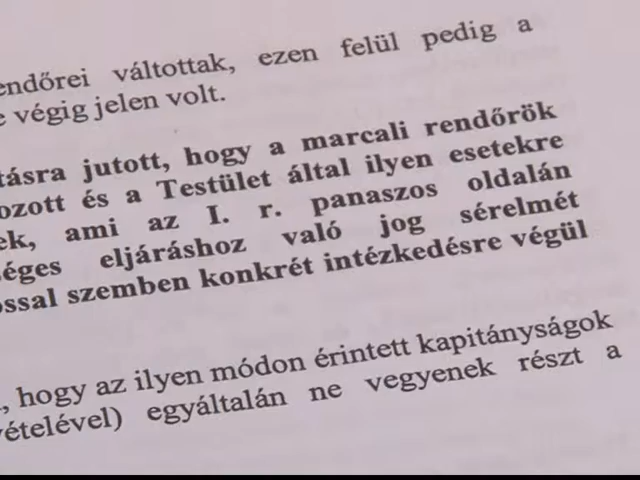 endőrei váltottak, ezen felül pedig a
e végig jelen volt.
tásra jutott, hogy a marcali rendőrök
ozott és a Testület által ilyen esetekre
ek, ami az I. r. panaszos oldalán
séges eljáráshoz való jog sérelmét
ossal szemben konkrét intézkedésre végül
, hogy az ilyen módon érintett kapitányságok
vételével) egyáltalán ne vegyenek részt a